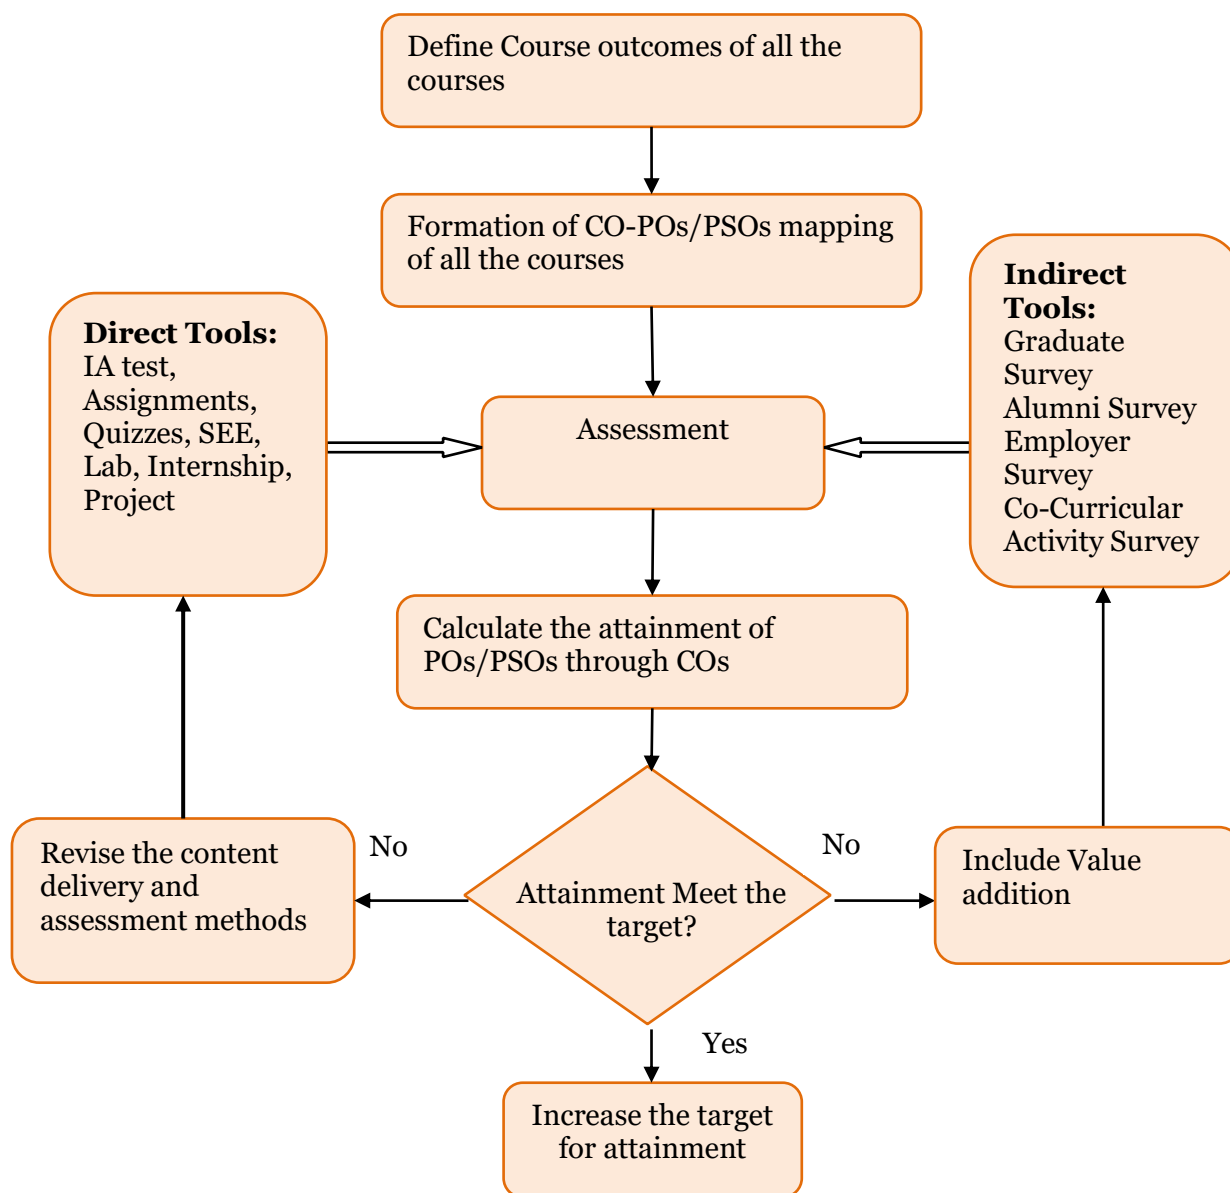 Define Course outcomes of all the
courses
Formation of CO-POs/PSOs mapping
of all the courses
Direct Tools:
IA test,
Assignments,
Quizzes, SEE,
Lab, Internship,
Project
Assessment
Indirect
Tools:
Graduate
Survey
Alumni Survey
Employer
Survey
Co-Curricular
Activity Survey
Calculate the attainment of
POs/PSOs through COs
Attainment Meet the
target?
No
Revise the content
delivery and
assessment methods
No
Include Value
addition
Yes
Increase the target
for attainment